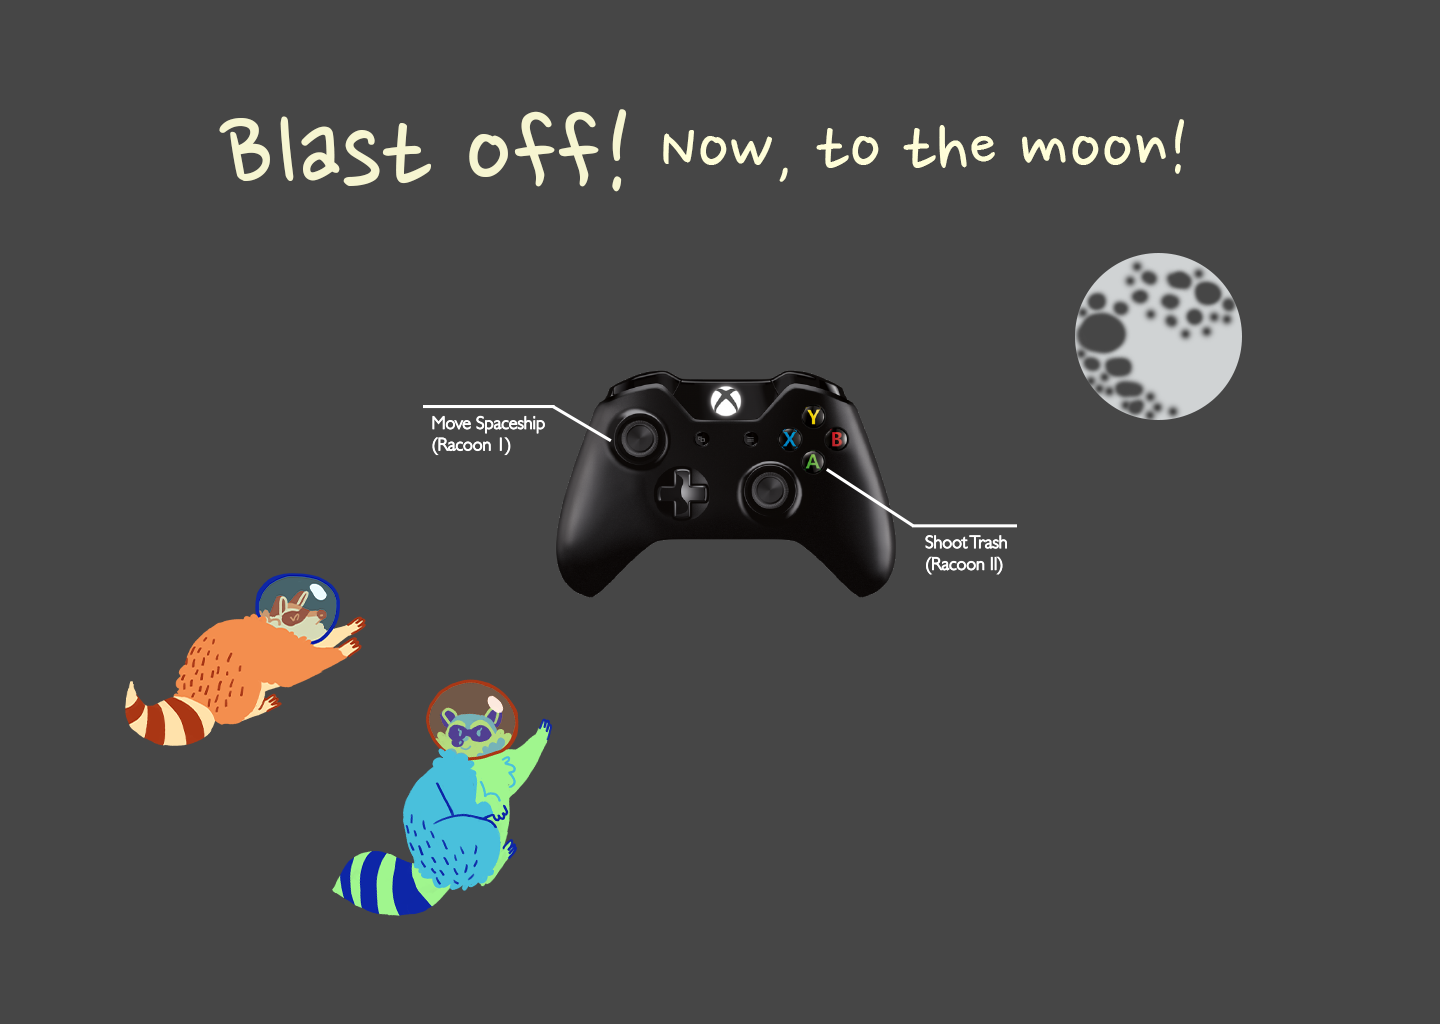 Blast off! Now, to the moon!
Move Spaceship
(Racoon I)
Y
X
B
A
Shoot Trash
(Racoon II)